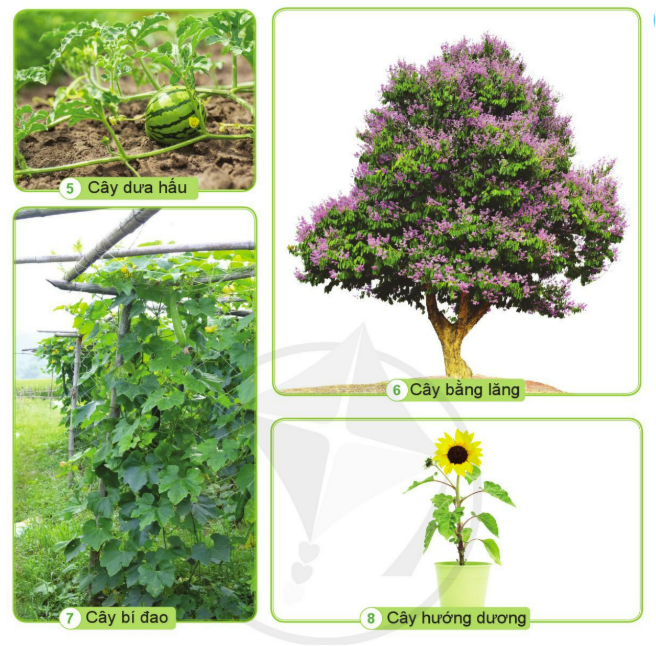 5 Cây dưa hấu
6 Cây bằng lăng
7 Cây bí đao
8 Cây hướng dương